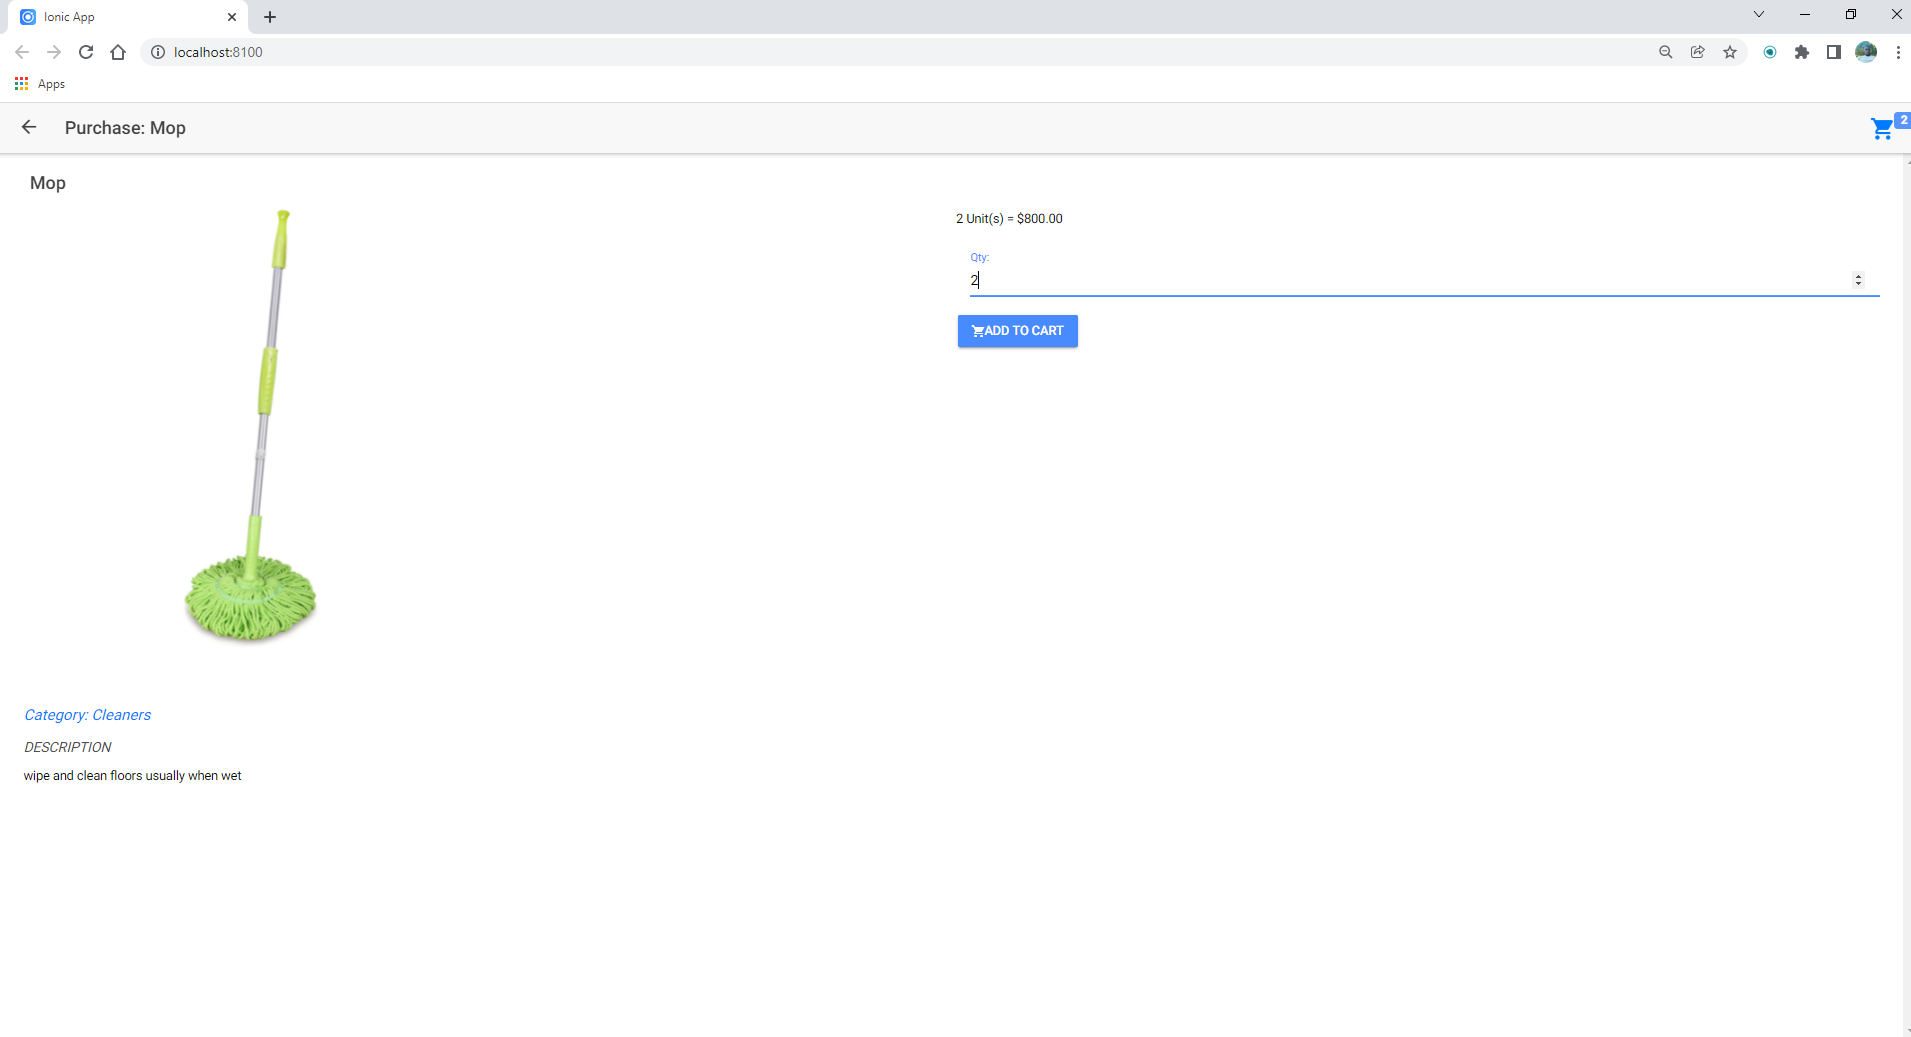 Ionic App
localhost:8100
Apps
Purchase: Mop
2
Mop
2 Unit(s) = $800.00
Qty:
2
ADD TO CART
Category: Cleaners
DESCRIPTION
wipe and clean floors usually when wet